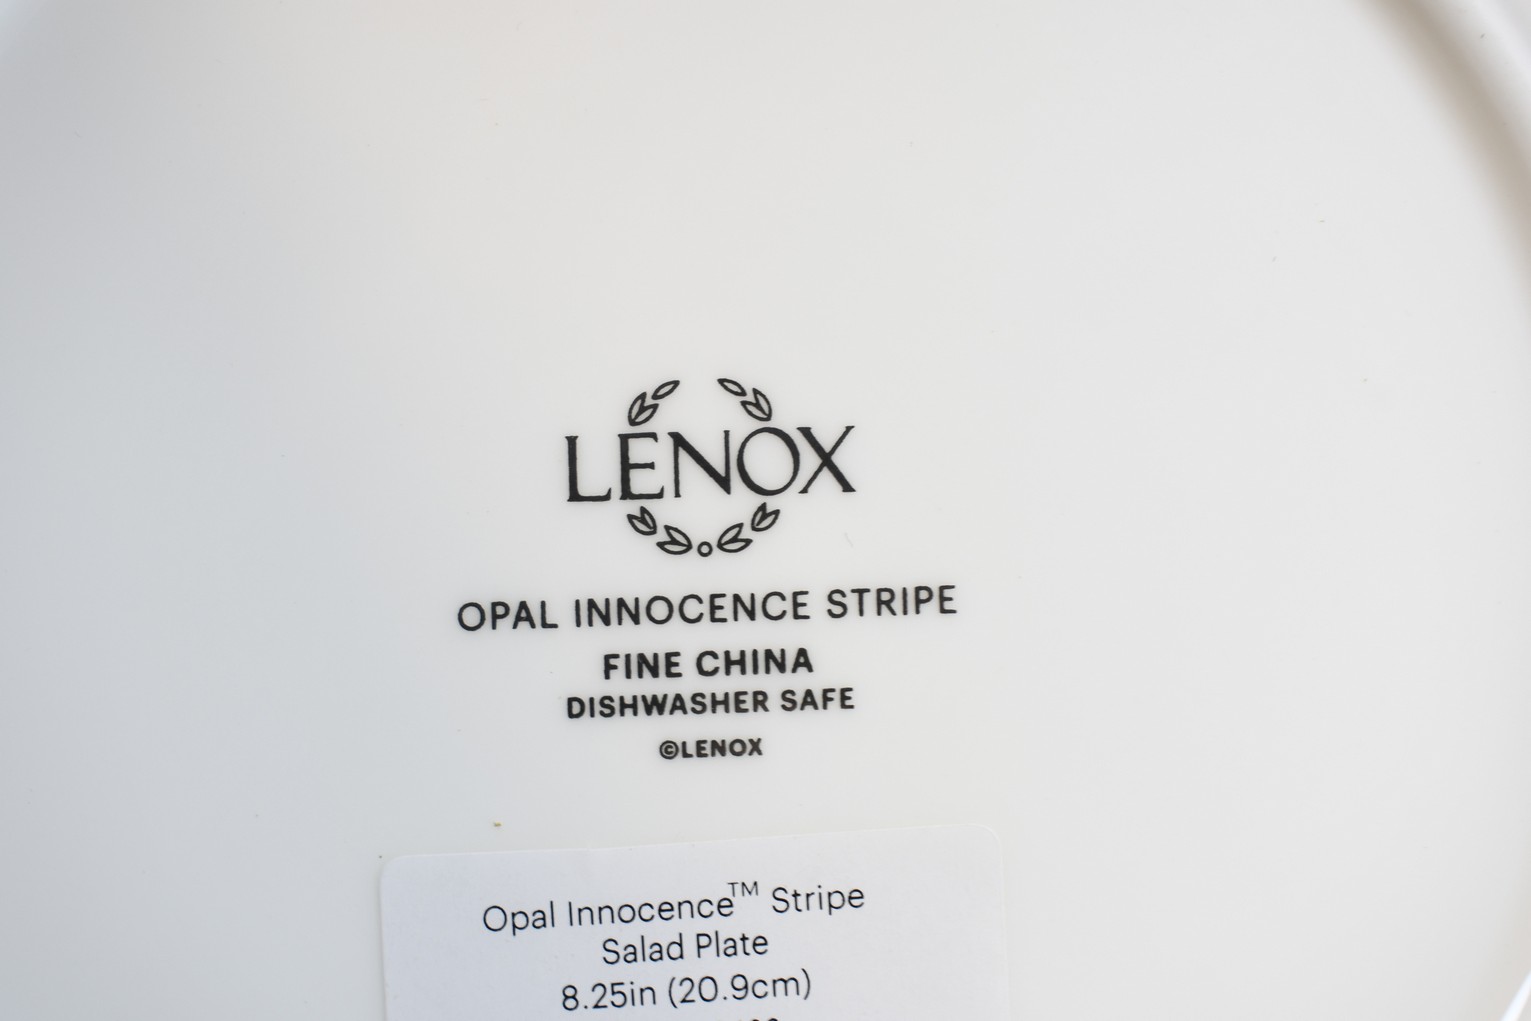 LENOX
OPAL INNOCENCE STRIPE
FINE CHINA
DISHWASHER SAFE
©LENOX
Opal Innocence™ Stripe
Salad Plate
8.25in (20.9cm)